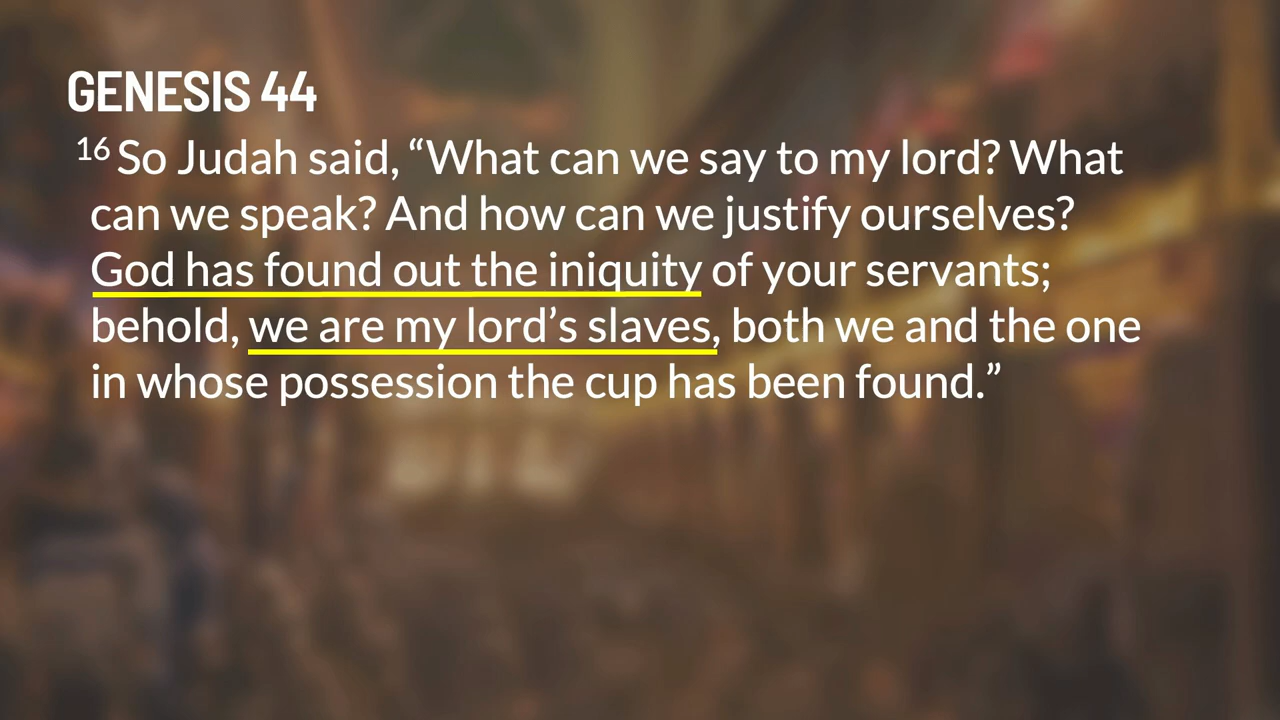 GENESIS 44
16 So Judah said, “What can we say to my lord? What
can we speak? And how can we justify ourselves?
God has found out the iniquity of your servants;
behold, we are my lord’s slaves, both we and the one
in whose possession the cup has been found.”